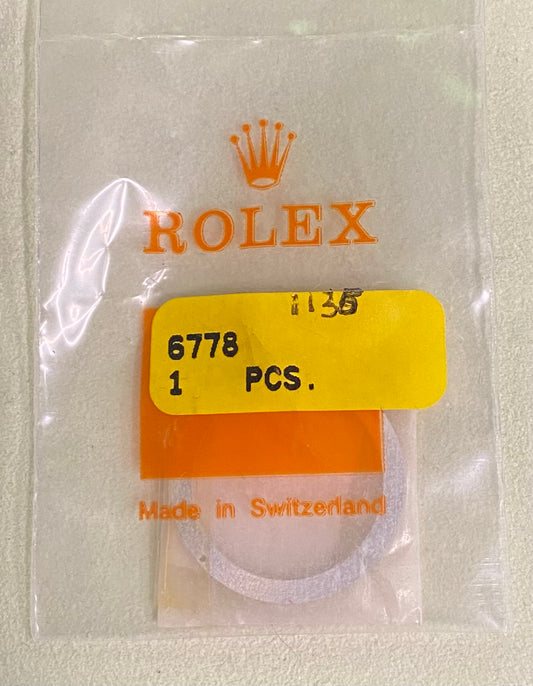 ROLEX
1135
6778
1 PCS.
Made in Switzerland